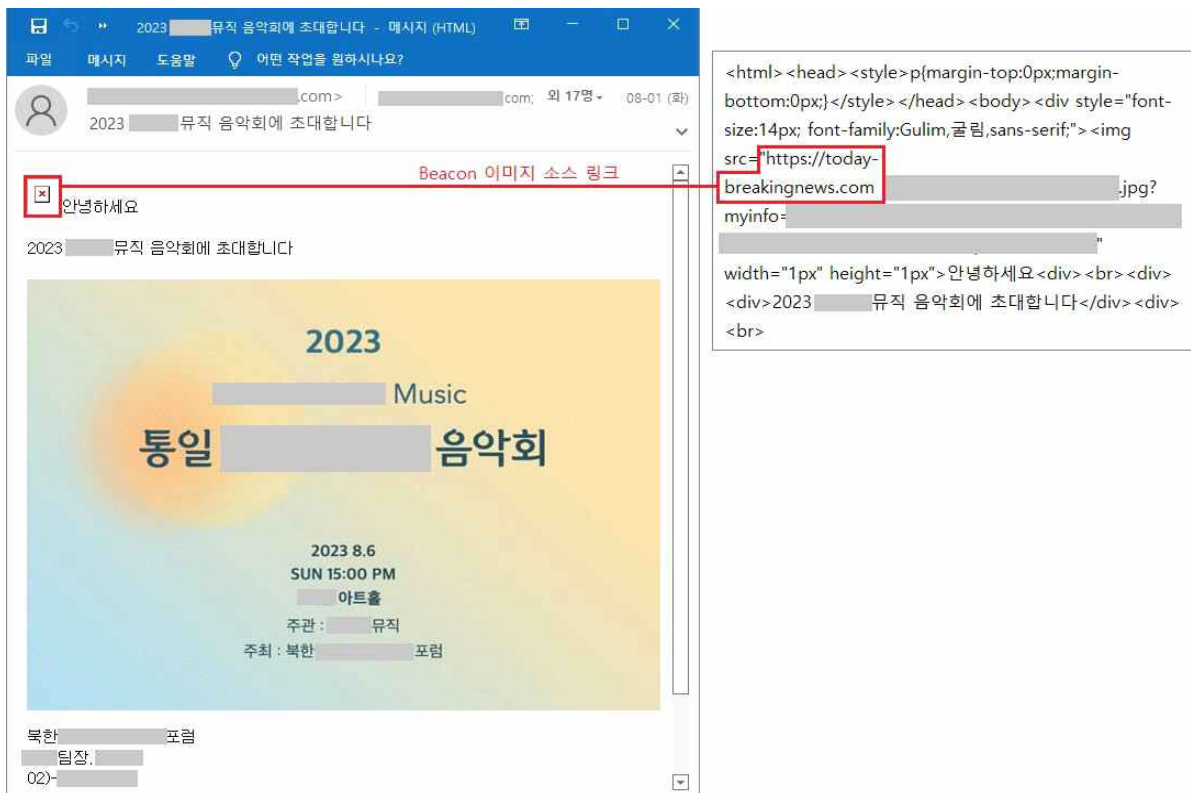 2023 뮤직 음악회에 초대합니다 - 메시지 (HTML)
파일 메시지 도움말 어떤 작업을 원하시나요?
.com> com; 외 17명 08-01 (화)
2023 뮤직 음악회에 초대합니다
Beacon 이미지 소스 링크
안녕하세요
2023 뮤직 음악회에 초대합니다
2023
Music
통일 음악회
2023 8.6
SUN 15:00 PM
아트홀
주관 : 뮤직
주최 : 북한 포럼
북한 포럼
팀장.
02)-
<html><head><style>p{margin-top:0px;margin-
bottom:0px;}</style></head><body><div style="font-
size:14px; font-family:Gulim,굴림,sans-serif;"><img
src="https://today-
breakingnews.com .jpg?
myinfo=
"
width="1px" height="1px">안녕하세요<div><br><div>
<div>2023 뮤직 음악회에 초대합니다</div><div>
<br>